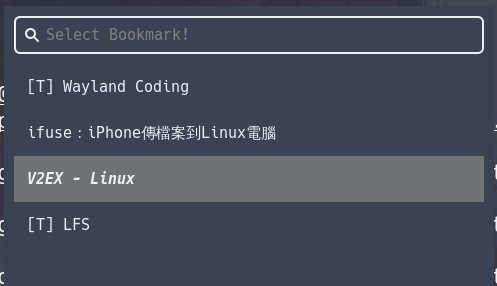 Select Bookmark!
[T] Wayland Coding
ifuse：iPhone傳檔案到Linux電腦
V2EX - Linux
[T] LFS